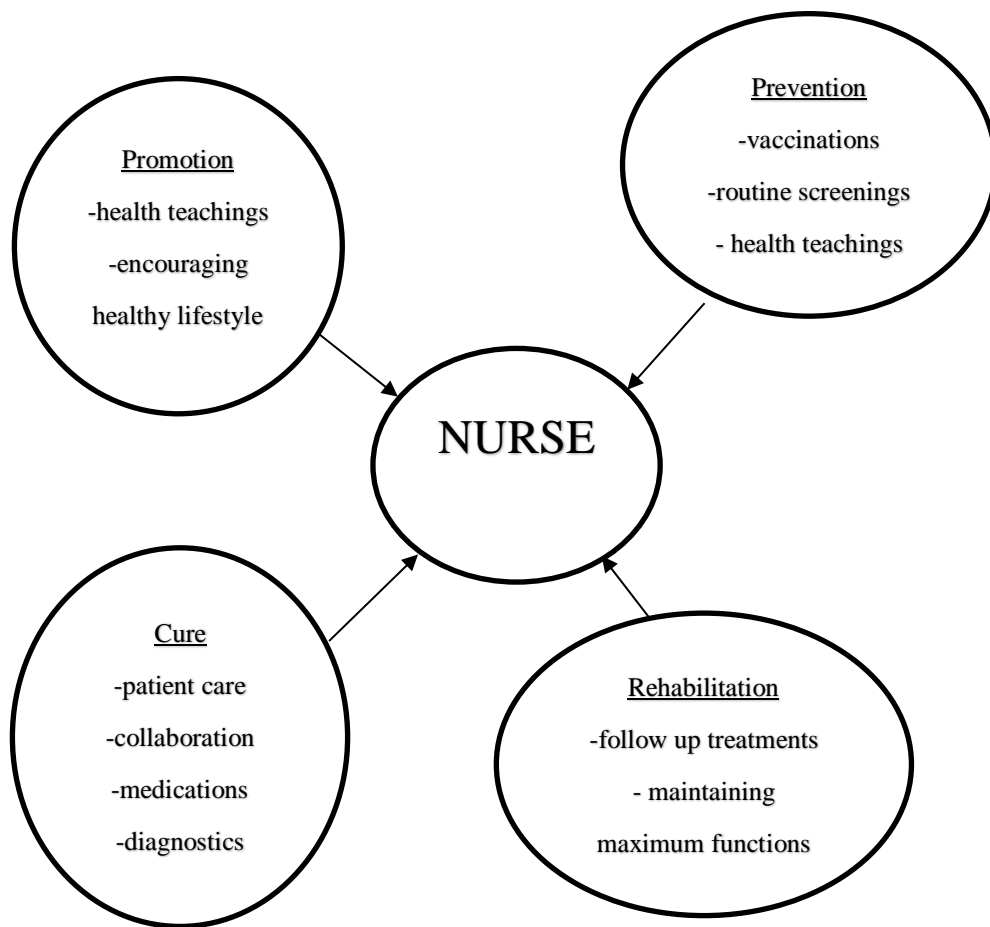 Promotion
-health teachings
-encouraging
healthy lifestyle
Prevention
-vaccinations
-routine screenings
- health teachings
NURSE
Cure
-patient care
-collaboration
-medications
-diagnostics
Rehabilitation
-follow up treatments
- maintaining
maximum functions